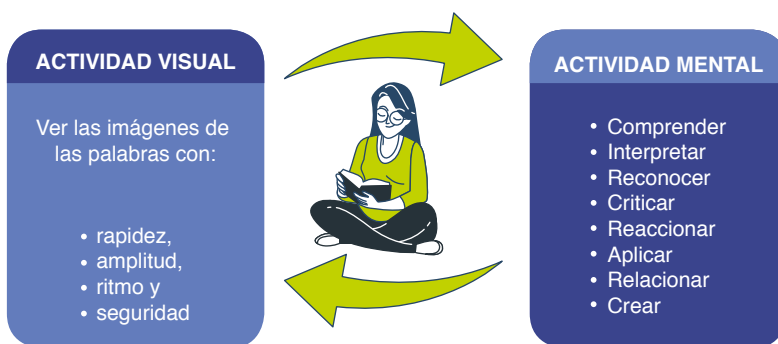 ACTIVIDAD VISUAL
Ver las imágenes de
las palabras con:
• rapidez,
• amplitud,
• ritmo y
• seguridad
ACTIVIDAD MENTAL
• Comprender
• Interpretar
• Reconocer
• Criticar
• Reaccionar
• Aplicar
• Relacionar
• Crear